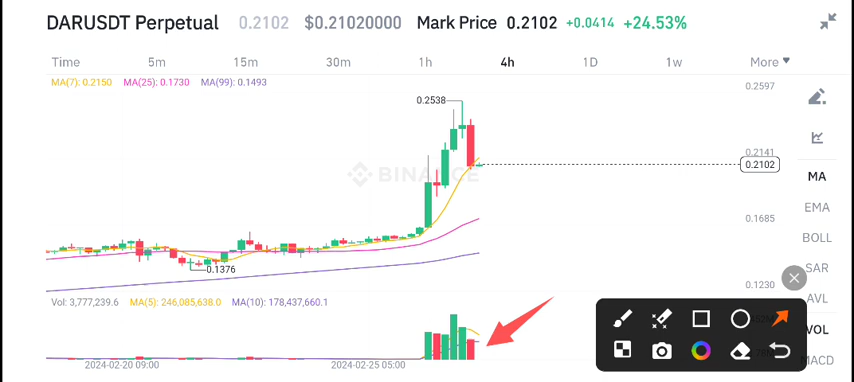 DARUSDT Perpetual 0.2102 $0.21020000 Mark Price 0.2102 +0.0414 +24.53%
Time 5m 15m 30m 1h 4h 1D 1w More
MA(7): 0.2150 MA(25): 0.1730 MA(99): 0.1493
0.2597
0.2538
0.2141
0.2102
BINANCE
MA
EMA
0.1685
BOLL
SAR
0.1376
0.1230
AVL
Vol: 3,777,239.6 MA(5): 246,085,638.0 MA(10): 178,437,660.1
VOL
MACD
2024-02-20 09:00 2024-02-25 05:00